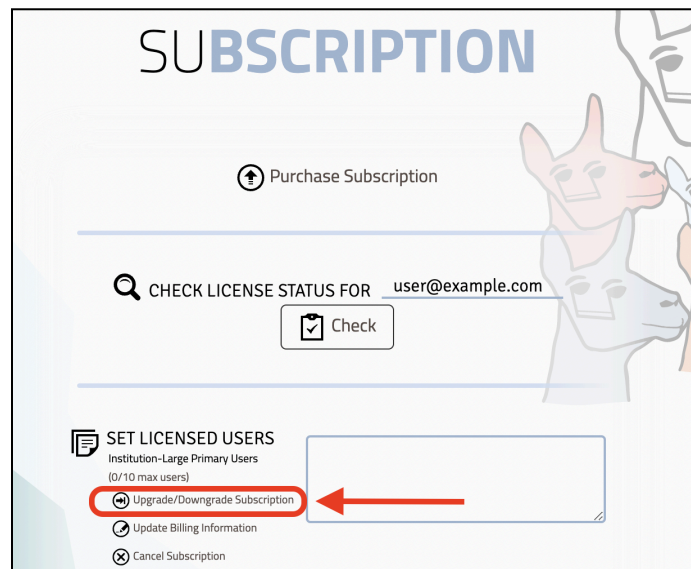 SUBSCRIPTION
Purchase Subscription
CHECK LICENSE STATUS FOR user@example.com
Check
SET LICENSED USERS
Institution-Large Primary Users
(0/10 max users)
Upgrade/Downgrade Subscription
Update Billing Information
Cancel Subscription